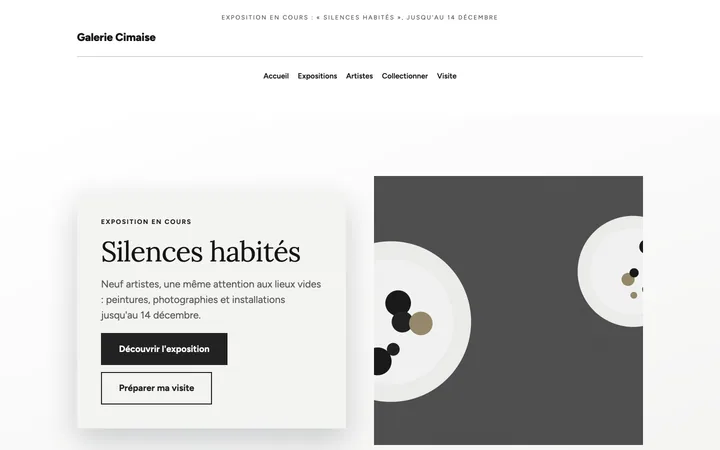 EXPOSITION EN COURS : « SILENCES HABITÉS », JUSQU'AU 14 DÉCEMBRE
Galerie Cimaise
Accueil Expositions Artistes Collectionner Visite
EXPOSITION EN COURS
Silences habités
Neuf artistes, une même attention aux lieux vides
: peintures, photographies et installations
jusqu'au 14 décembre.
Découvrir l'exposition
Préparer ma visite